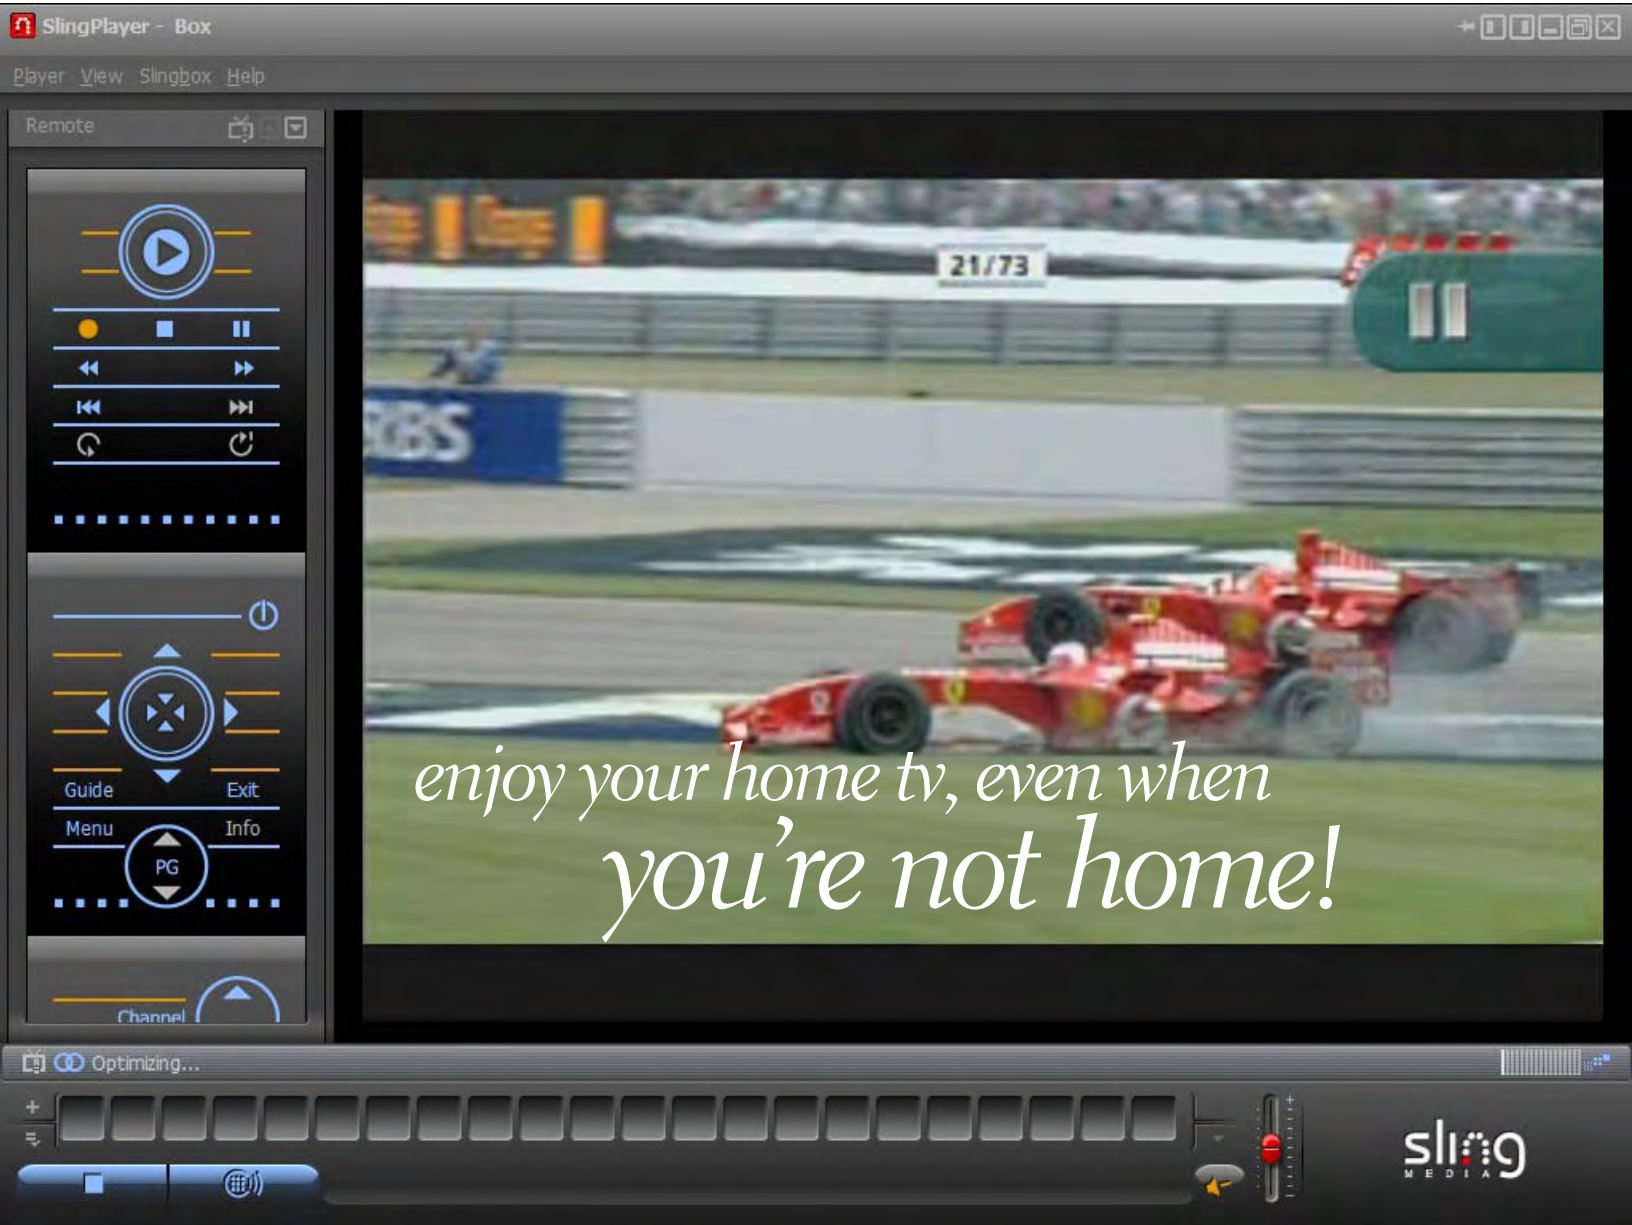 SlingPlayer - Box
Player View Slingbox Help
Remote
21/73
RBS
Guide Exit
Menu Info
PG
Channel
enjoy your home tv, even when
you're not home!
Optimizing...
sling
MEDIA